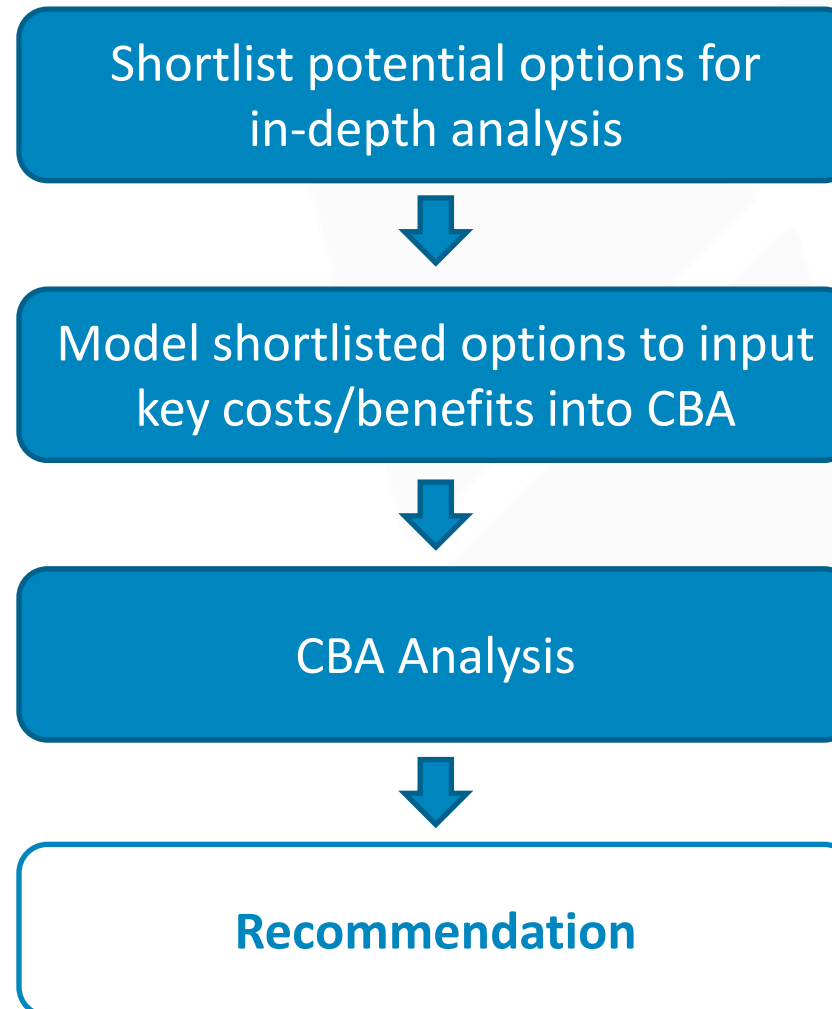 Shortlist potential options for
in-depth analysis
Model shortlisted options to input
key costs/benefits into CBA
CBA Analysis
Recommendation